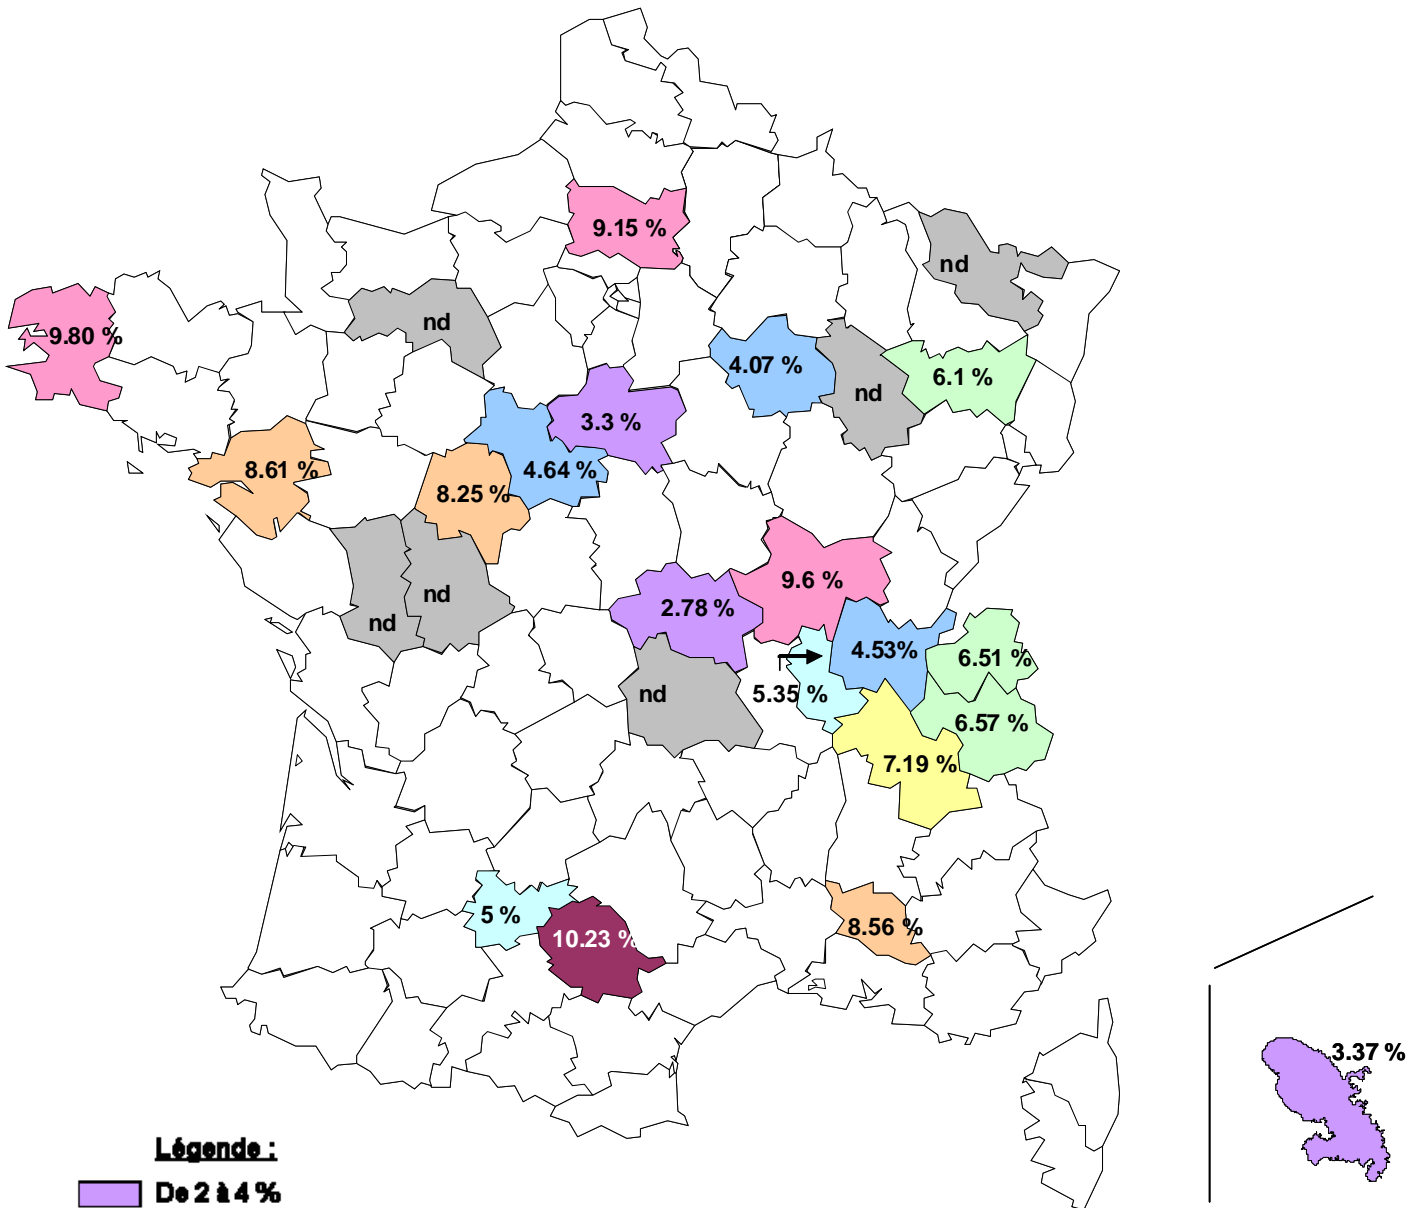 9.15 %
nd
nd
9.80 %
4.07 %
nd
6.1 %
3.3 %
8.61 %
4.64 %
8.25 %
9.6 %
nd
nd
2.78 %
4.53%
6.51 %
nd
5.35 %
6.57 %
7.19 %
5 %
8.56 %
10.23 %
3.37 %
Légende :
De 2 à 4 %